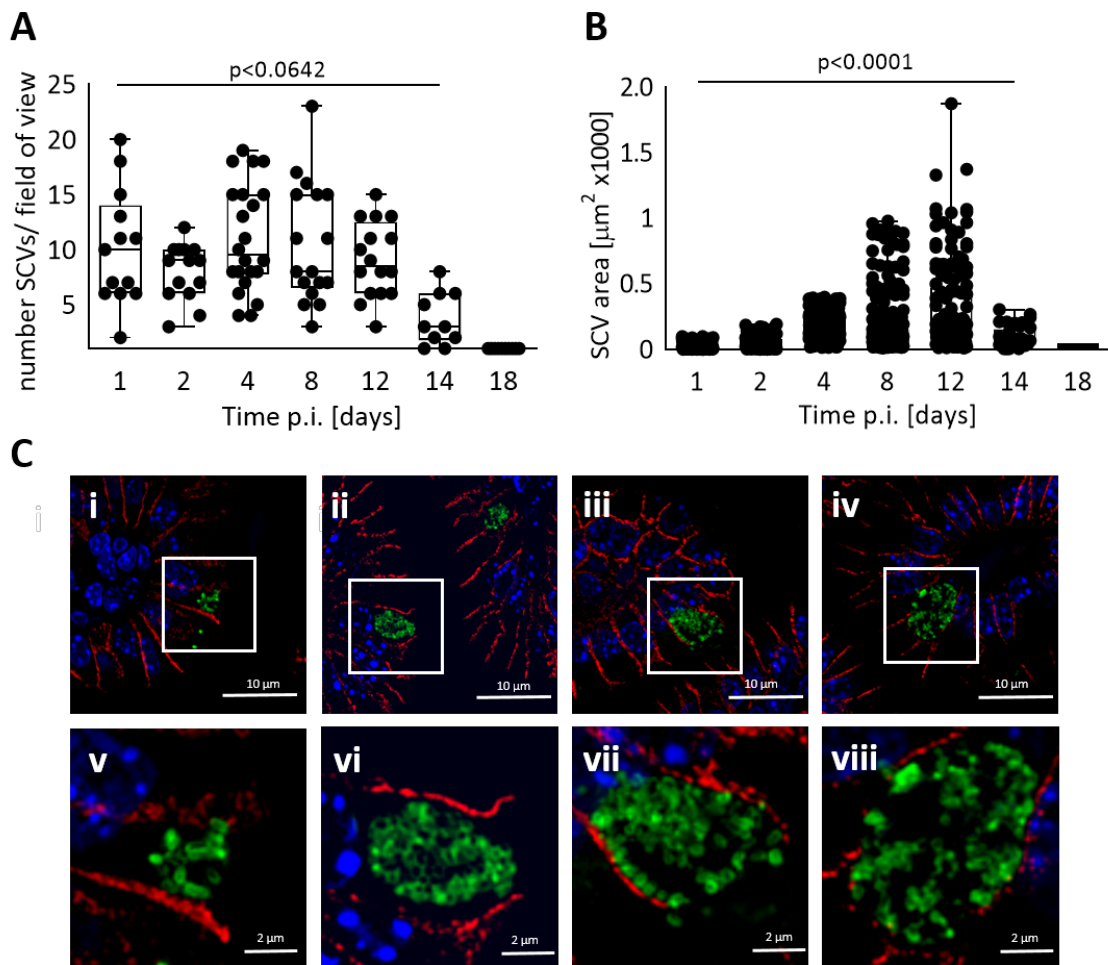 A
p<0.0642
number SCVs/ field of view
25
20
15
10
5
1 2 4 8 12 14 18
Time p.i. [days]
B
p<0.0001
SCV area [µm² x1000]
2.0
1.5
1
0.5
0
1 2 4 8 12 14 18
Time p.i. [days]
C
i
10 µm
ii
10 µm
iii
10 µm
iv
10 µm
v
2 µm
vi
2 µm
vii
2 µm
viii
2 µm